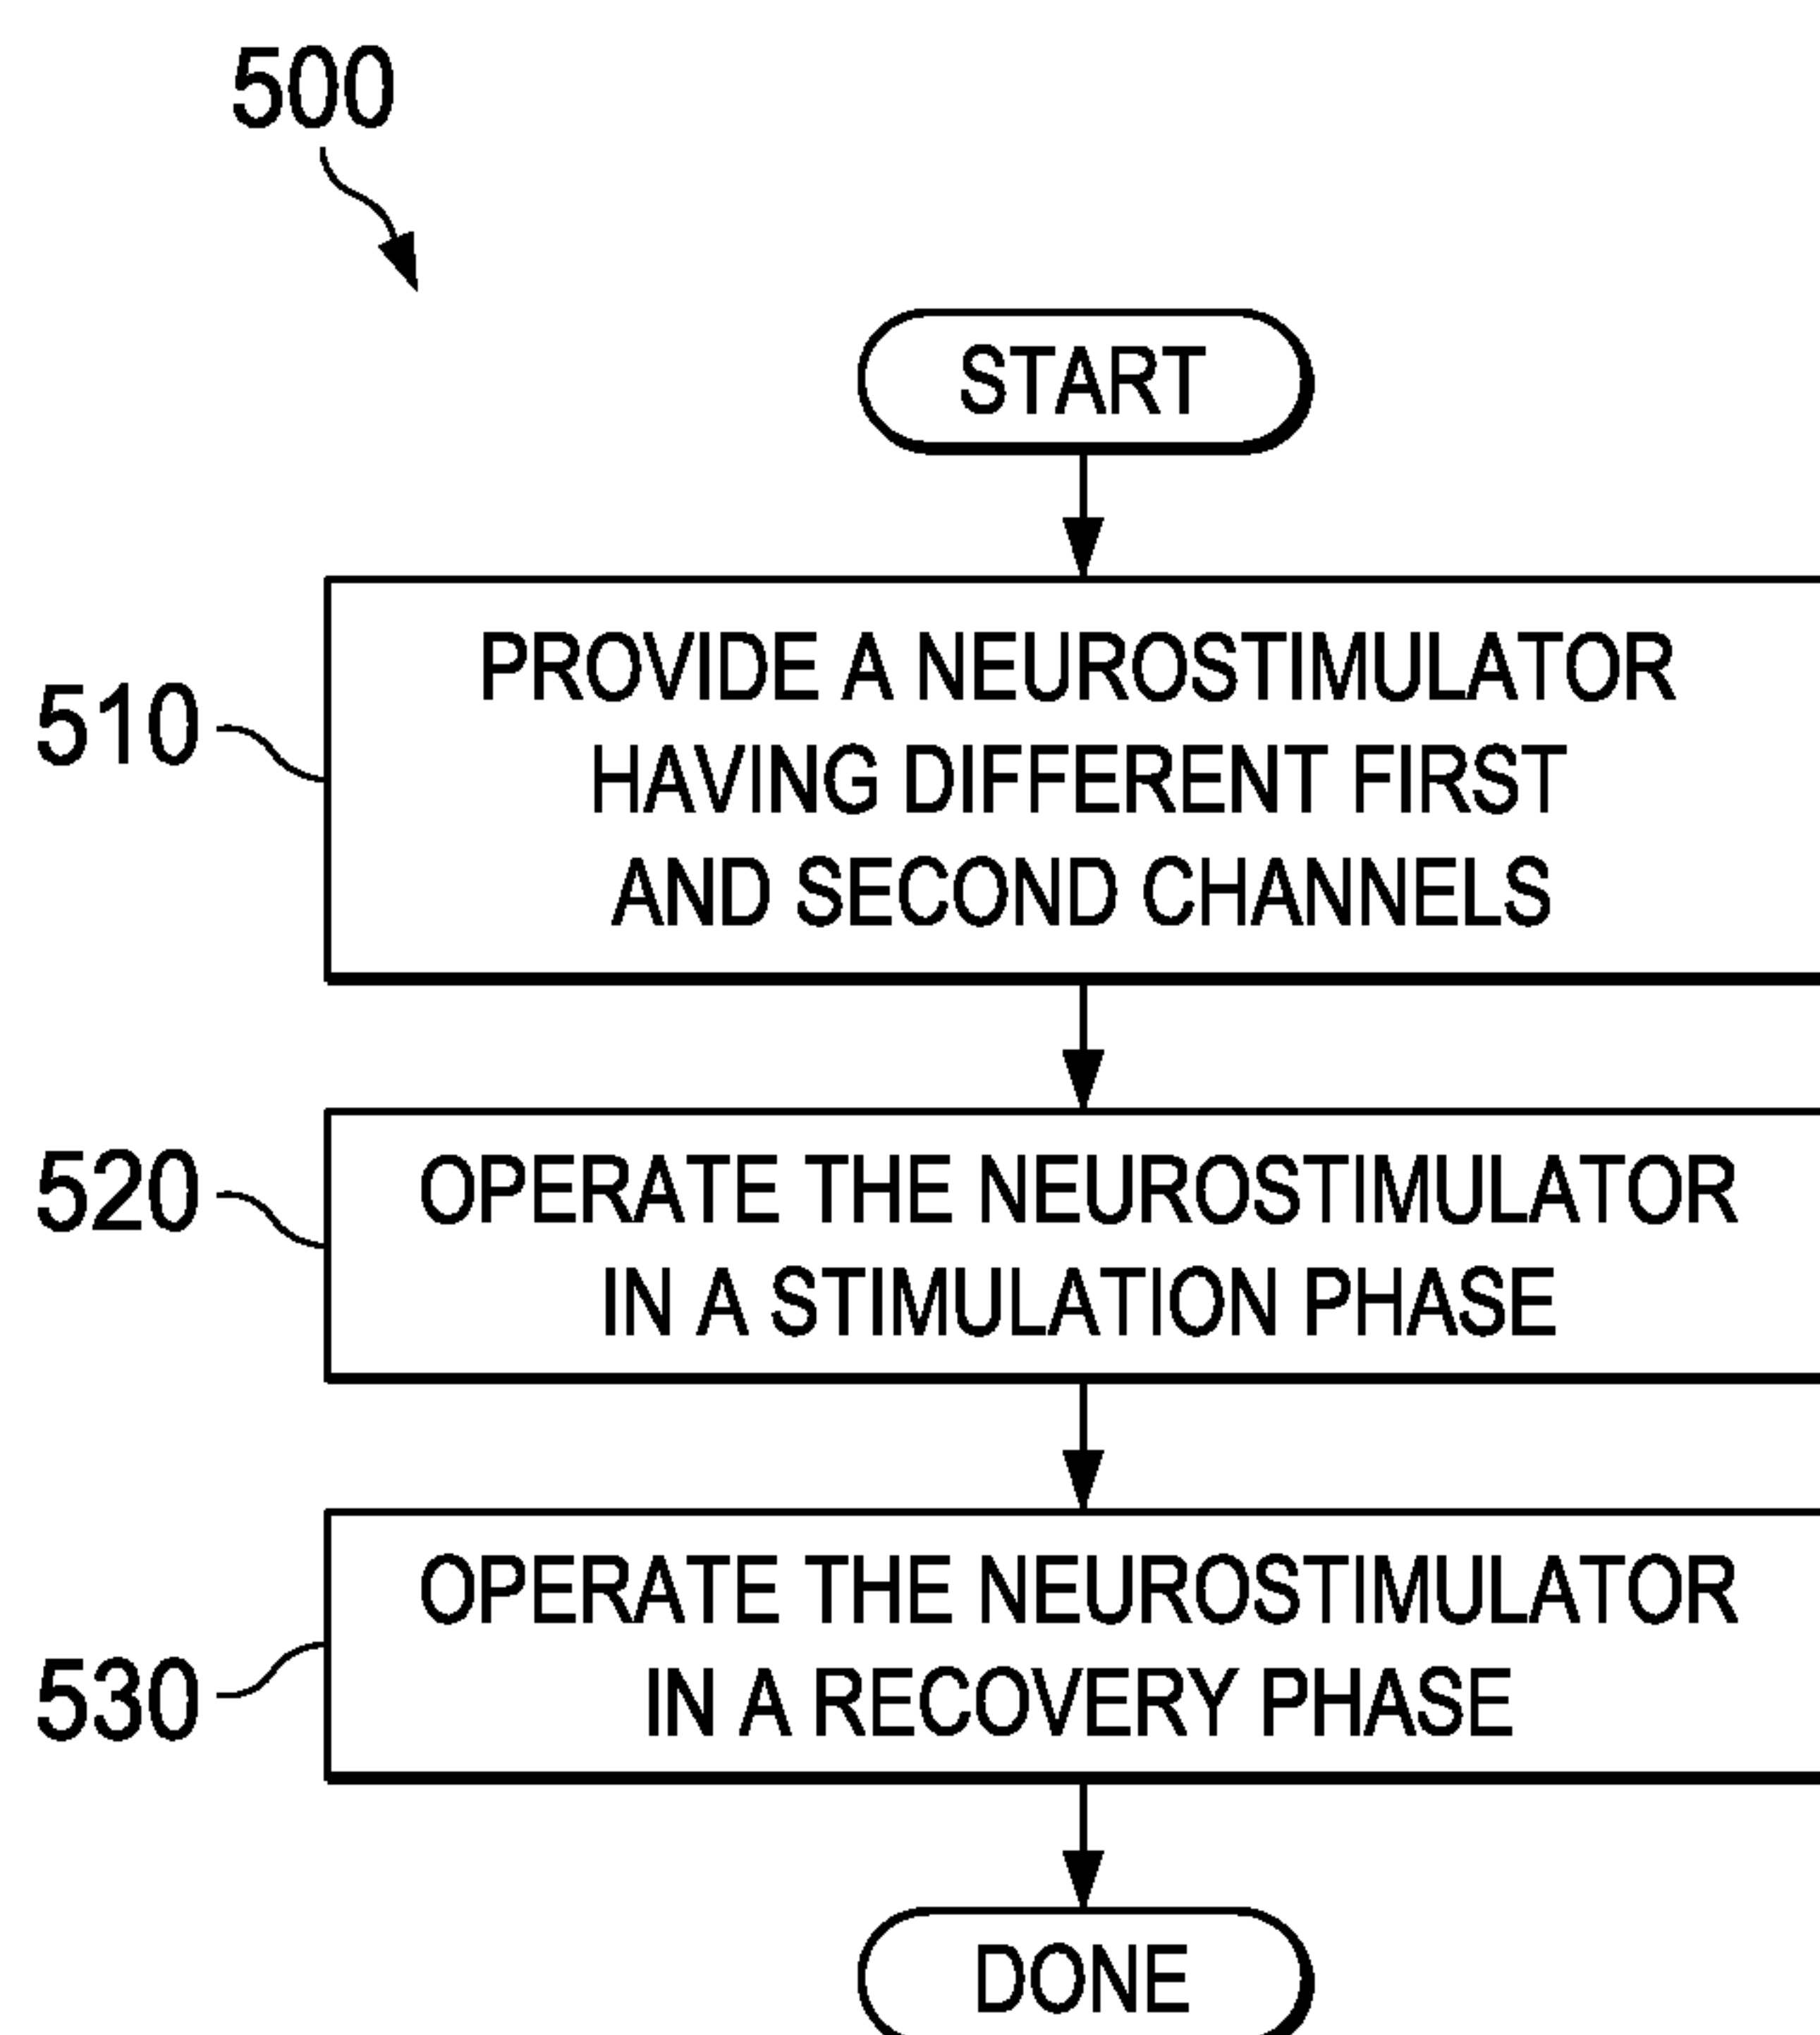 500
START
510
PROVIDE A NEUROSTIMULATOR
HAVING DIFFERENT FIRST
AND SECOND CHANNELS
520
OPERATE THE NEUROSTIMULATOR
IN A STIMULATION PHASE
530
OPERATE THE NEUROSTIMULATOR
IN A RECOVERY PHASE
DONE